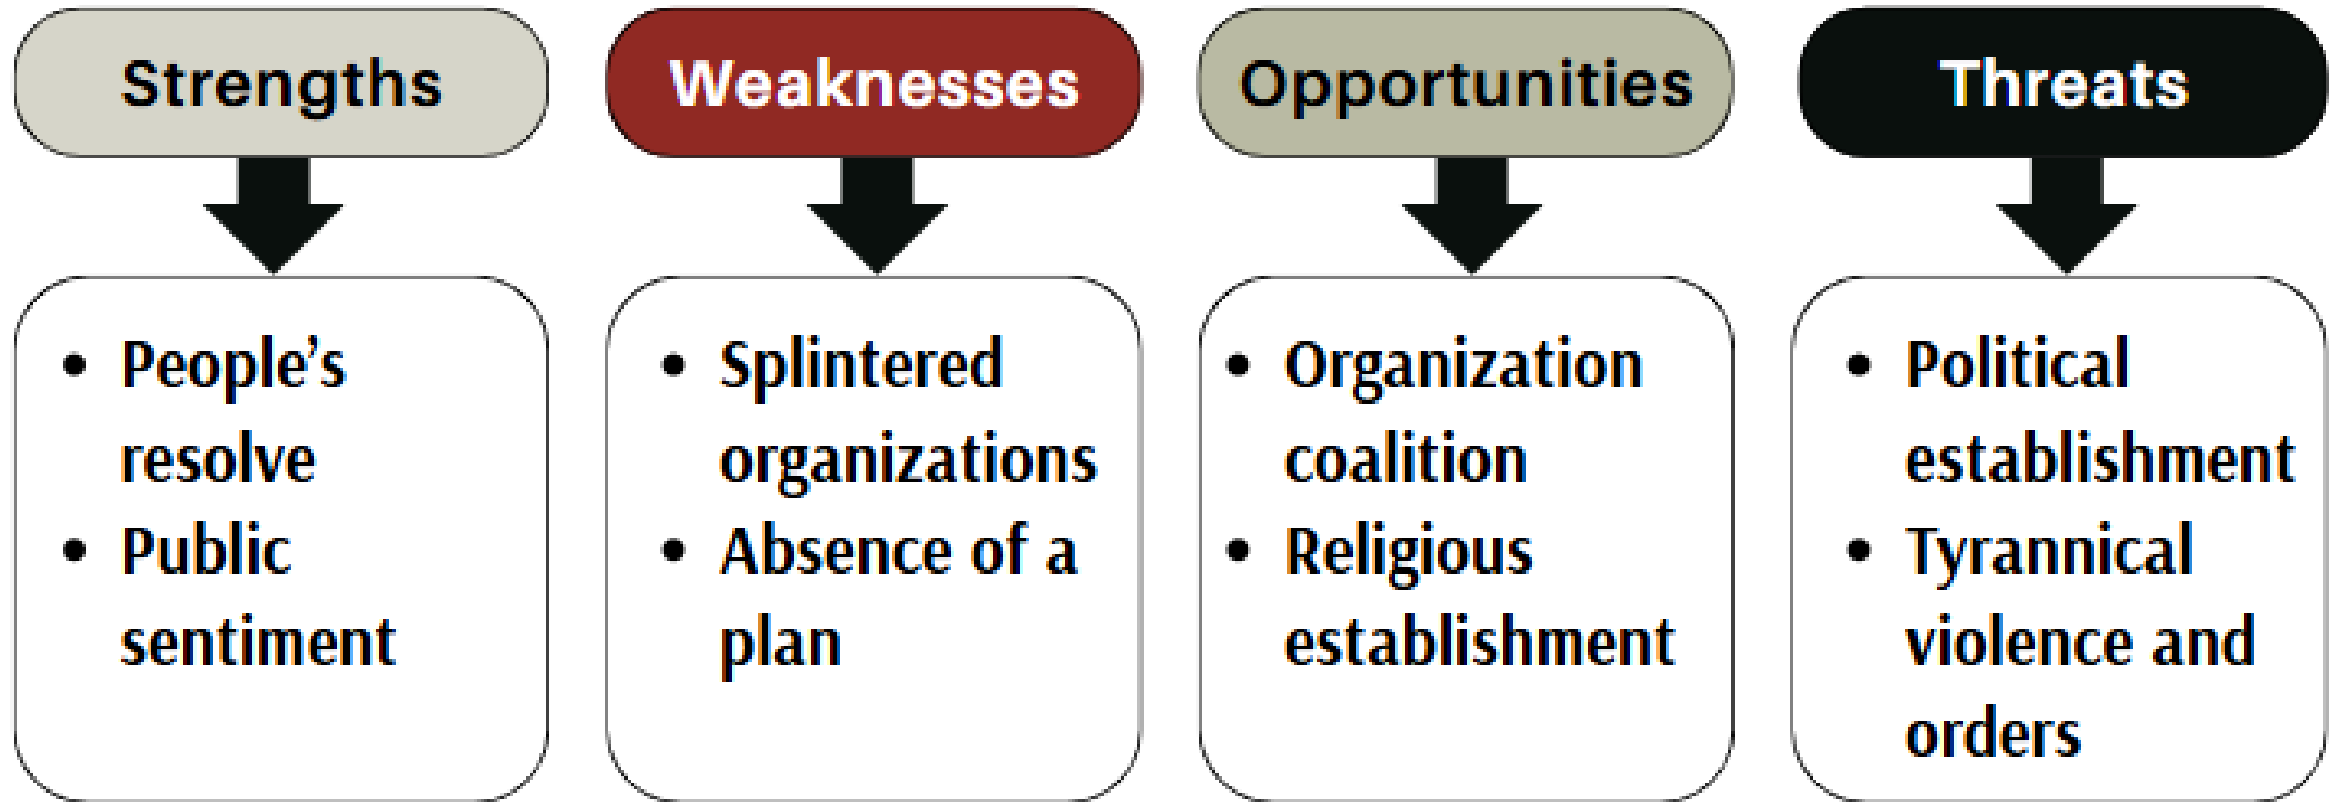 Strengths
• People’s
resolve
• Public
sentiment
Weaknesses
• Splintered
organizations
• Absence of a
plan
Opportunities
• Organization
coalition
• Religious
establishment
Threats
• Political
establishment
• Tyrannical
violence and
orders